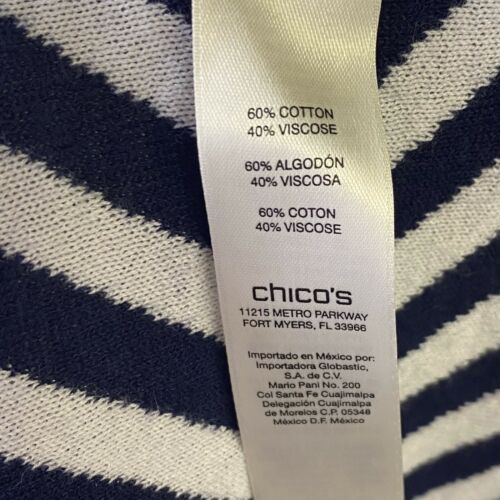 60% COTTON
40% VISCOSE
60% ALGODÓN
40% VISCOSA
60% COTON
40% VISCOSE
chico's
11215 METRO PARKWAY
FORT MYERS, FL 33966
Importado en México por:
Importadora Globastic,
S.A. de C.V.
Mario Pani No. 200
Col Santa Fe Cuajimalpa
Delegación Cuajimalpa
de Morelos C.P. 05348
México D.F. México